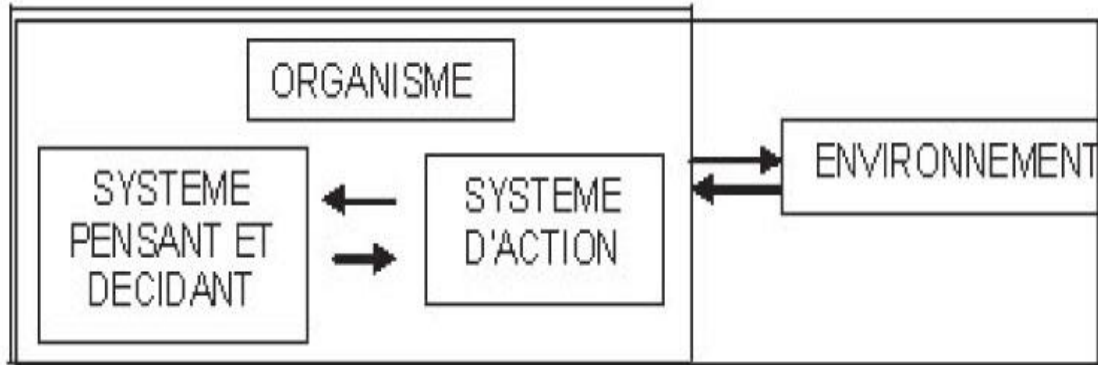 ORGANISME
SYSTEME
PENSANT ET
DECIDANT
SYSTEME
D'ACTION
ENVIRONNEMENT